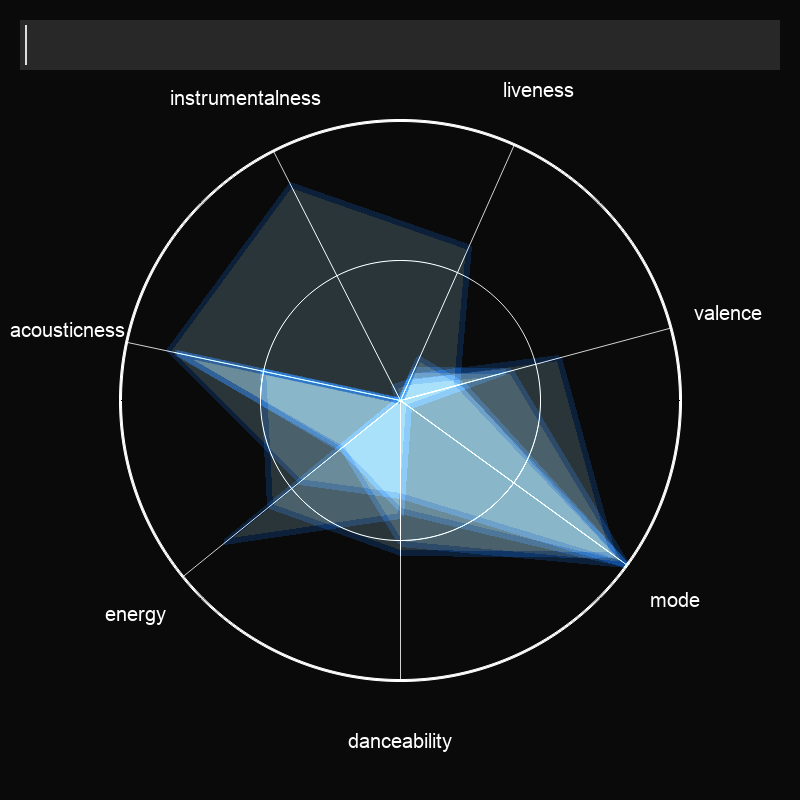 liveness
instrumentalness
valence
acousticness
mode
energy
danceability